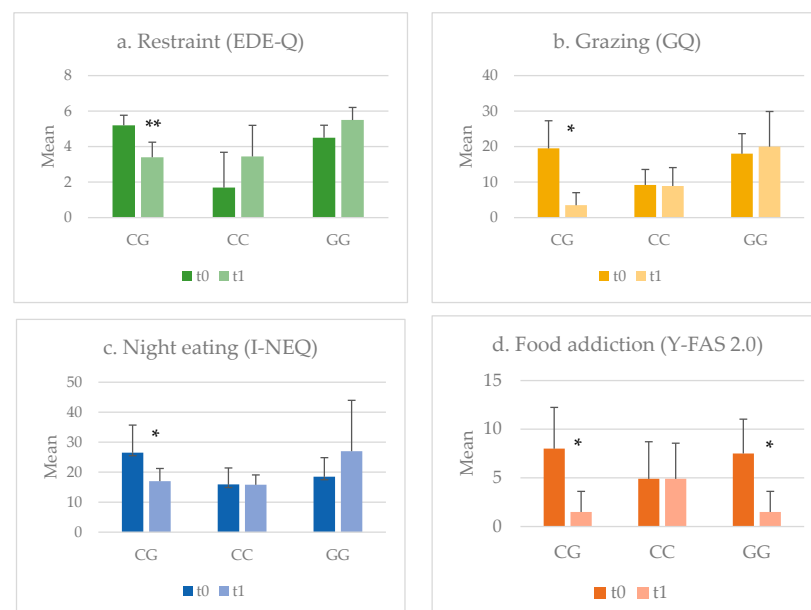 a. Restraint (EDE-Q)
8
6
4
2
0
Mean
**
CG
CC
GG
t0
t1
b. Grazing (GQ)
40
30
20
10
0
Mean
*
CG
CC
GG
t0
t1
c. Night eating (I-NEQ)
50
40
30
20
10
0
Mean
*
CG
CC
GG
t0
t1
d. Food addiction (Y-FAS 2.0)
15
10
5
0
Mean
*
*
CG
CC
GG
t0
t1